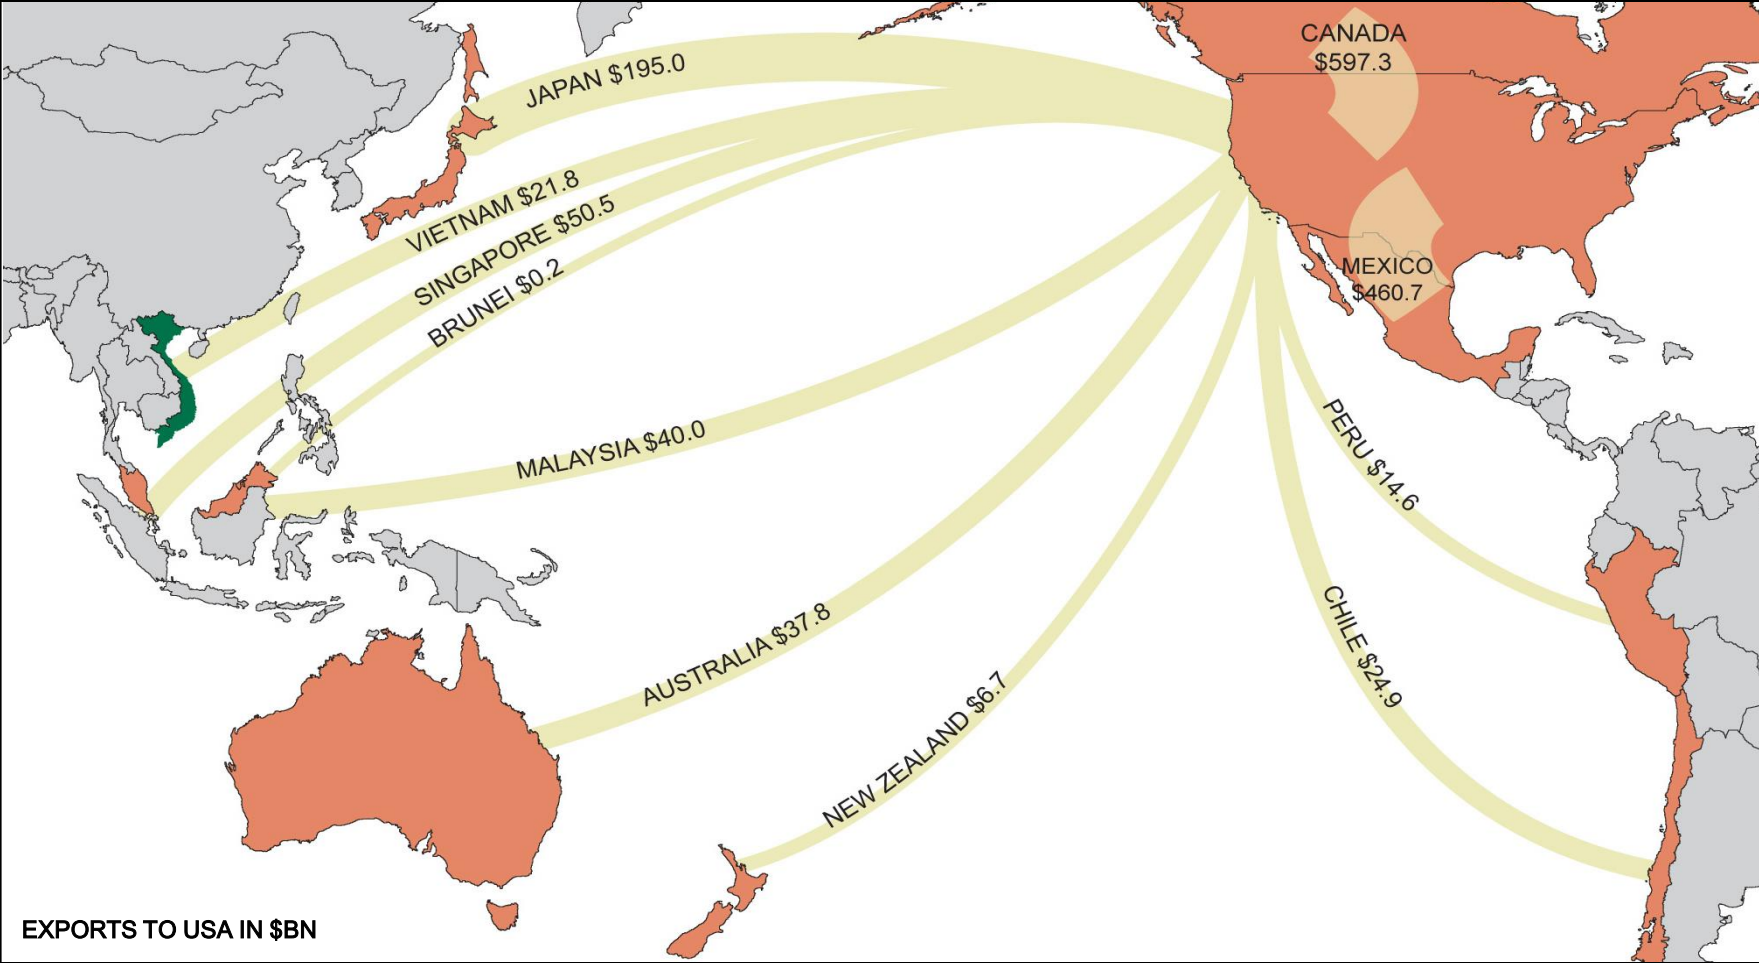 CANADA
$597.3
JAPAN $195.0
VIETNAM $21.8
SINGAPORE $50.5
BRUNEI $0.2
MEXICO
$460.7
MALAYSIA $40.0
PERU $14.6
AUSTRALIA $37.8
CHILE $24.9
NEW ZEALAND $6.7
EXPORTS TO USA IN $BN